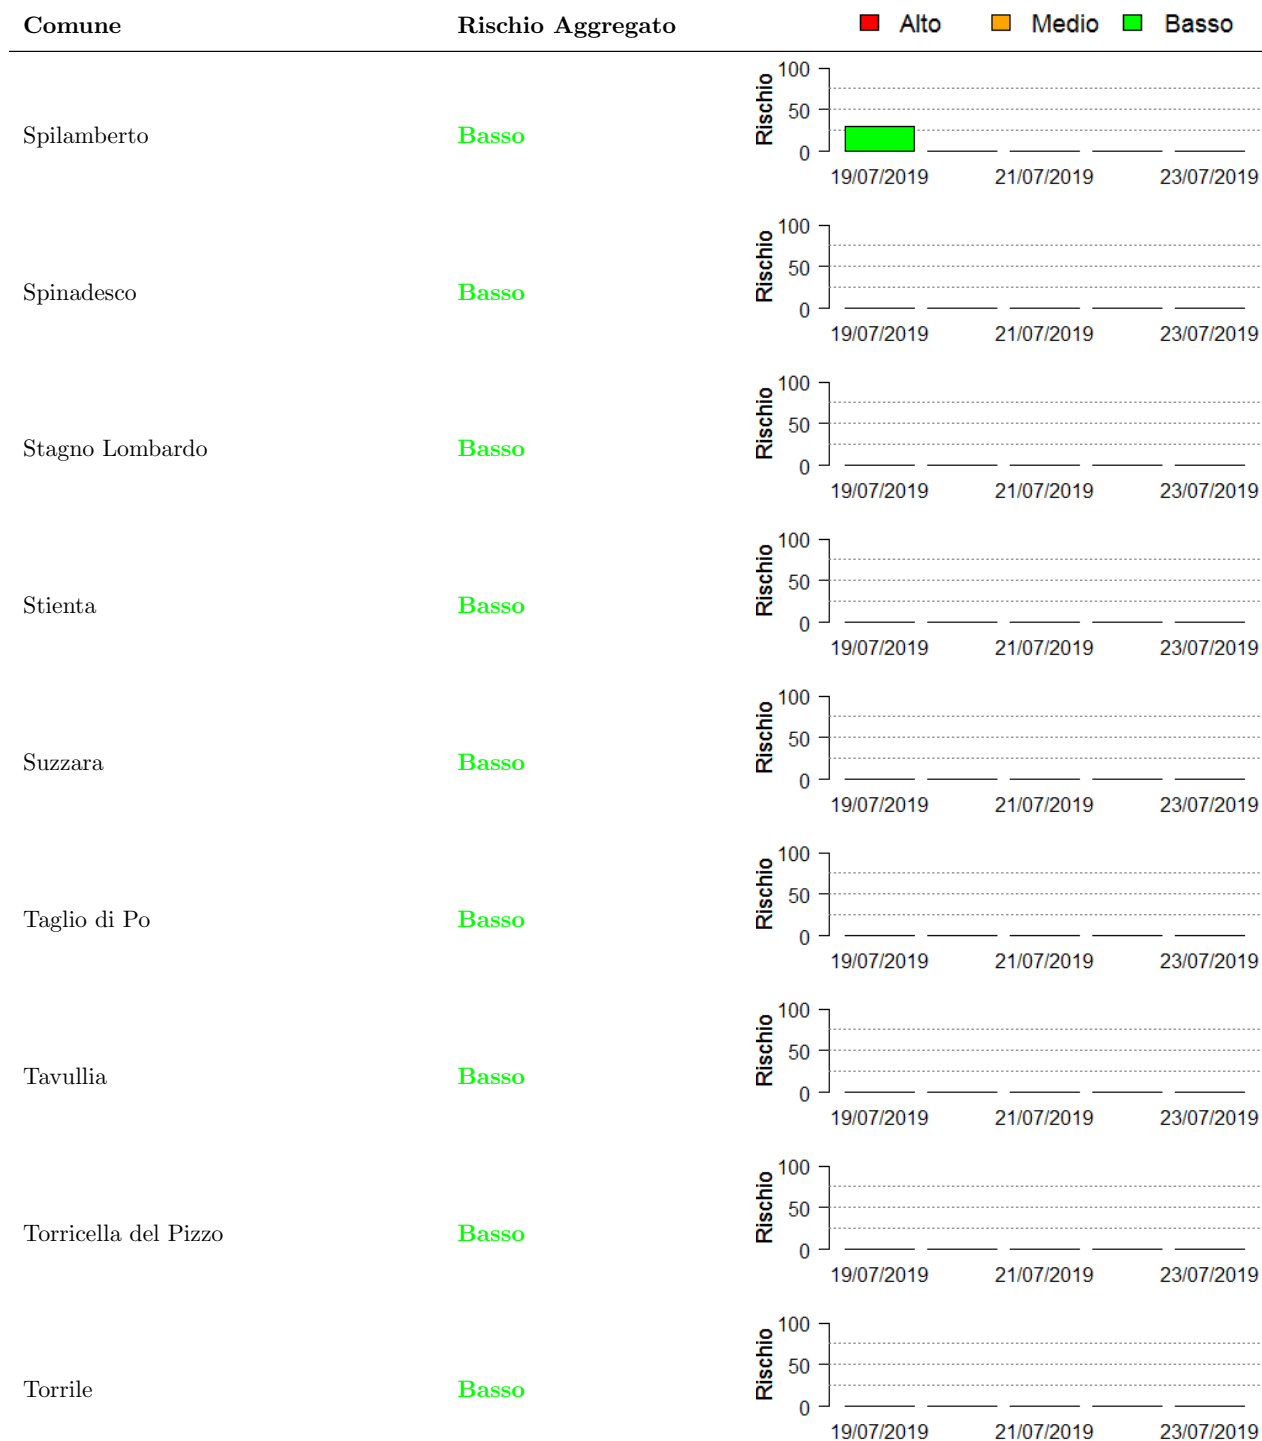 Comune Rischio Aggregato Alto Medio Basso
Spilamberto Basso
Rischio
100
50
0
19/07/2019 21/07/2019 23/07/2019
Spinadesco Basso
Rischio
100
50
0
19/07/2019 21/07/2019 23/07/2019
Stagno Lombardo Basso
Rischio
100
50
0
19/07/2019 21/07/2019 23/07/2019
Stienta Basso
Rischio
100
50
0
19/07/2019 21/07/2019 23/07/2019
Suzzara Basso
Rischio
100
50
0
19/07/2019 21/07/2019 23/07/2019
Taglio di Po Basso
Rischio
100
50
0
19/07/2019 21/07/2019 23/07/2019
Tavullia Basso
Rischio
100
50
0
19/07/2019 21/07/2019 23/07/2019
Torricella del Pizzo Basso
Rischio
100
50
0
19/07/2019 21/07/2019 23/07/2019
Torrile Basso
Rischio
100
50
0
19/07/2019 21/07/2019 23/07/2019